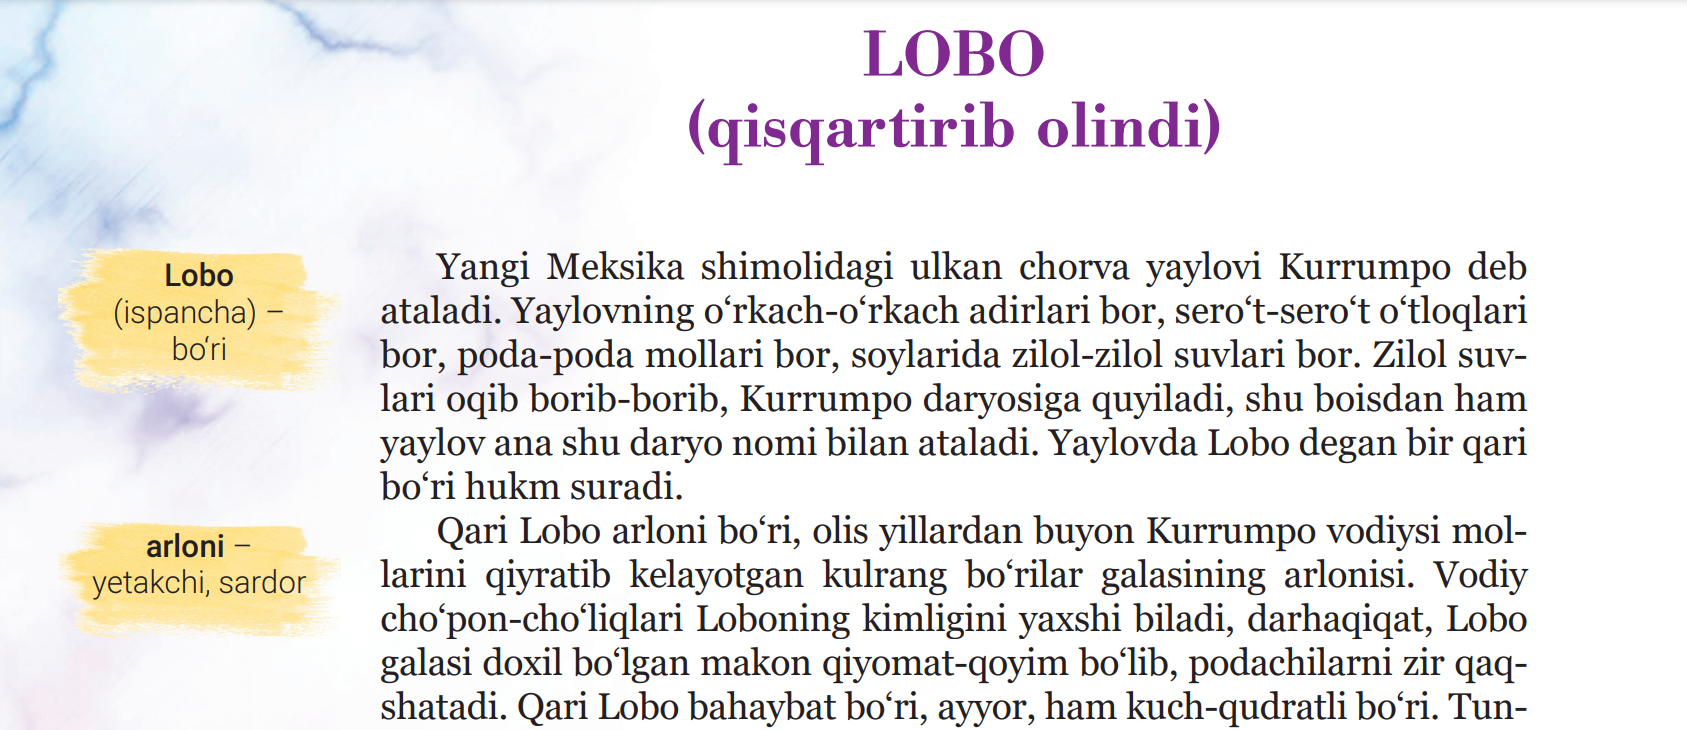 LOBO
(qisqartirib olindi)
Lobo
(ispancha) –
bo‘ri
Yangi Meksika shimolidagi ulkan chorva yaylovi Kurrumpo deb
ataladi. Yaylovning o‘rkach-o‘rkach adirlari bor, sero‘t-sero‘t o‘tloqlari
bor, poda-poda mollari bor, soylarida zilol-zilol suvlari bor. Zilol suv-
lari oqib borib-borib, Kurrumpo daryosiga quyiladi, shu boisdan ham
yaylov ana shu daryo nomi bilan ataladi. Yaylovda Lobo degan bir qari
bo‘ri hukm suradi.
arloni –
yetakchi, sardor
Qari Lobo arloni bo‘ri, olis yillardan buyon Kurrumpo vodiysi mol-
larini qiyratib kelayotgan kulrang bo‘rilar galasining arlonisi. Vodiy
cho‘pon-cho‘liqlari Loboning kimligini yaxshi biladi, darhaqiqat, Lobo
galasi doxil bo‘lgan makon qiyomat-qoyim bo‘lib, podachilarni zir qaq-
shatadi. Qari Lobo bahaybat bo‘ri, ayyor, ham kuch-qudratli bo‘ri. Tun-